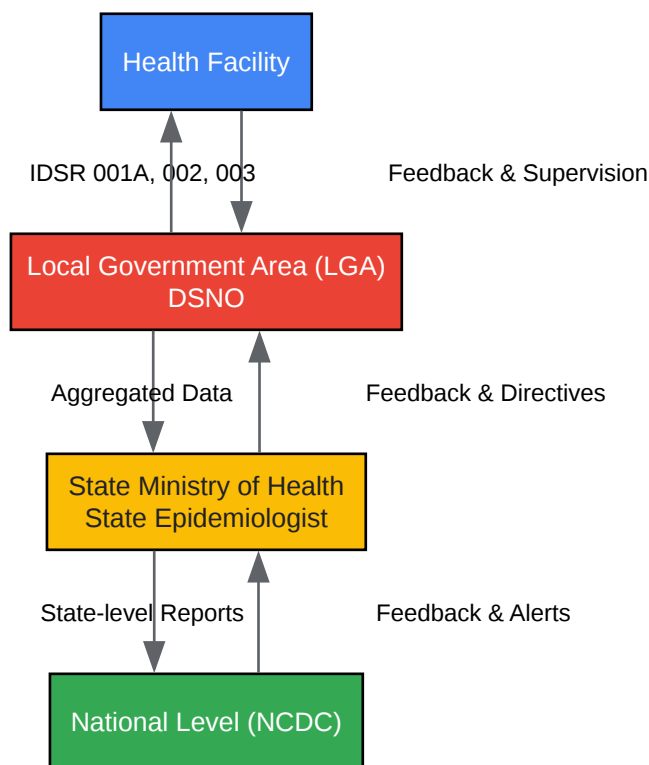 Health Facility
IDSR 001A, 002, 003
Feedback & Supervision
Local Government Area (LGA)
DSNO
Aggregated Data
Feedback & Directives
State Ministry of Health
State Epidemiologist
State-level Reports
Feedback & Alerts
National Level (NCDC)